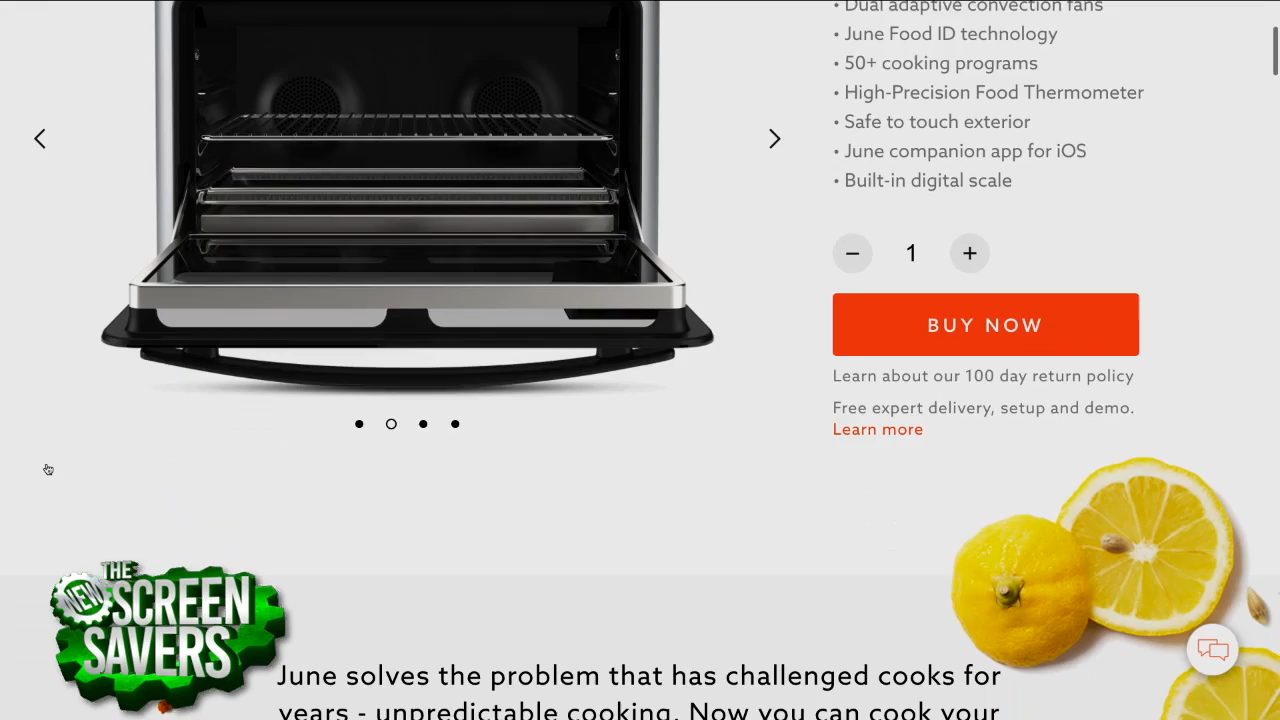 • Dual adaptive convection fans
• June Food ID technology
• 50+ cooking programs
• High-Precision Food Thermometer
• Safe to touch exterior
• June companion app for iOS
• Built-in digital scale
− 1 +
BUY NOW
Learn about our 100 day return policy
Free expert delivery, setup and demo.
Learn more
THE
NEW
SCREEN
SAVERS
June solves the problem that has challenged cooks for
years - unpredictable cooking. Now you can cook your